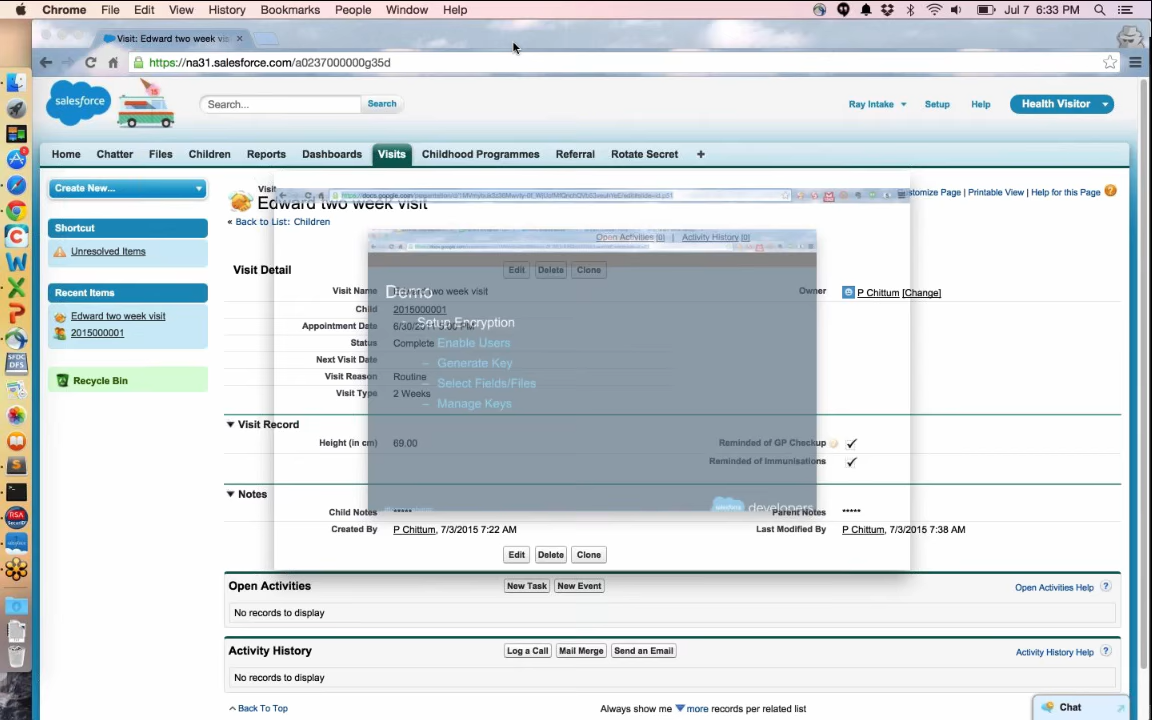 Chrome File Edit View History Bookmarks People Window Help Jul 7 6:33 PM
Visit: Edward two week vis
https://na31.salesforce.com/a0237000000g35d
salesforce Search... Search Ray Intake Setup Help Health Visitor
Home Chatter Files Children Reports Dashboards Visits Childhood Programmes Referral Rotate Secret +
Create New...
Shortcut
Unresolved Items
Recent Items
Edward two week visit
2015000001
Recycle Bin
Visit
Edward two week visit
« Back to List: Children
stomize Page | Printable View | Help for this Page
Open Activities [0] | Activity History [0]
Visit Detail Edit Delete Clone
Visit Name Edward two week visit Owner P Chittum [Change]
Child 2015000001
Appointment Date
Status Complete
Next Visit Date
Visit Reason Routine
Visit Type 2 Weeks
Demo
Setup Encryption
– Enable Users
– Generate Key
– Select Fields/Files
– Manage Keys
developers
Visit Record
Height (in cm) 69.00 Reminded of GP Checkup
Reminded of Immunisations
Notes
Child Notes ***** Parent Notes *****
Created By P Chittum, 7/3/2015 7:22 AM Last Modified By P Chittum, 7/3/2015 7:38 AM
Edit Delete Clone
Open Activities New Task New Event Open Activities Help ?
No records to display
Activity History Log a Call Mail Merge Send an Email Activity History Help ?
No records to display
^ Back To Top Always show me more records per related list
Chat
SFDC
DFS
RSA